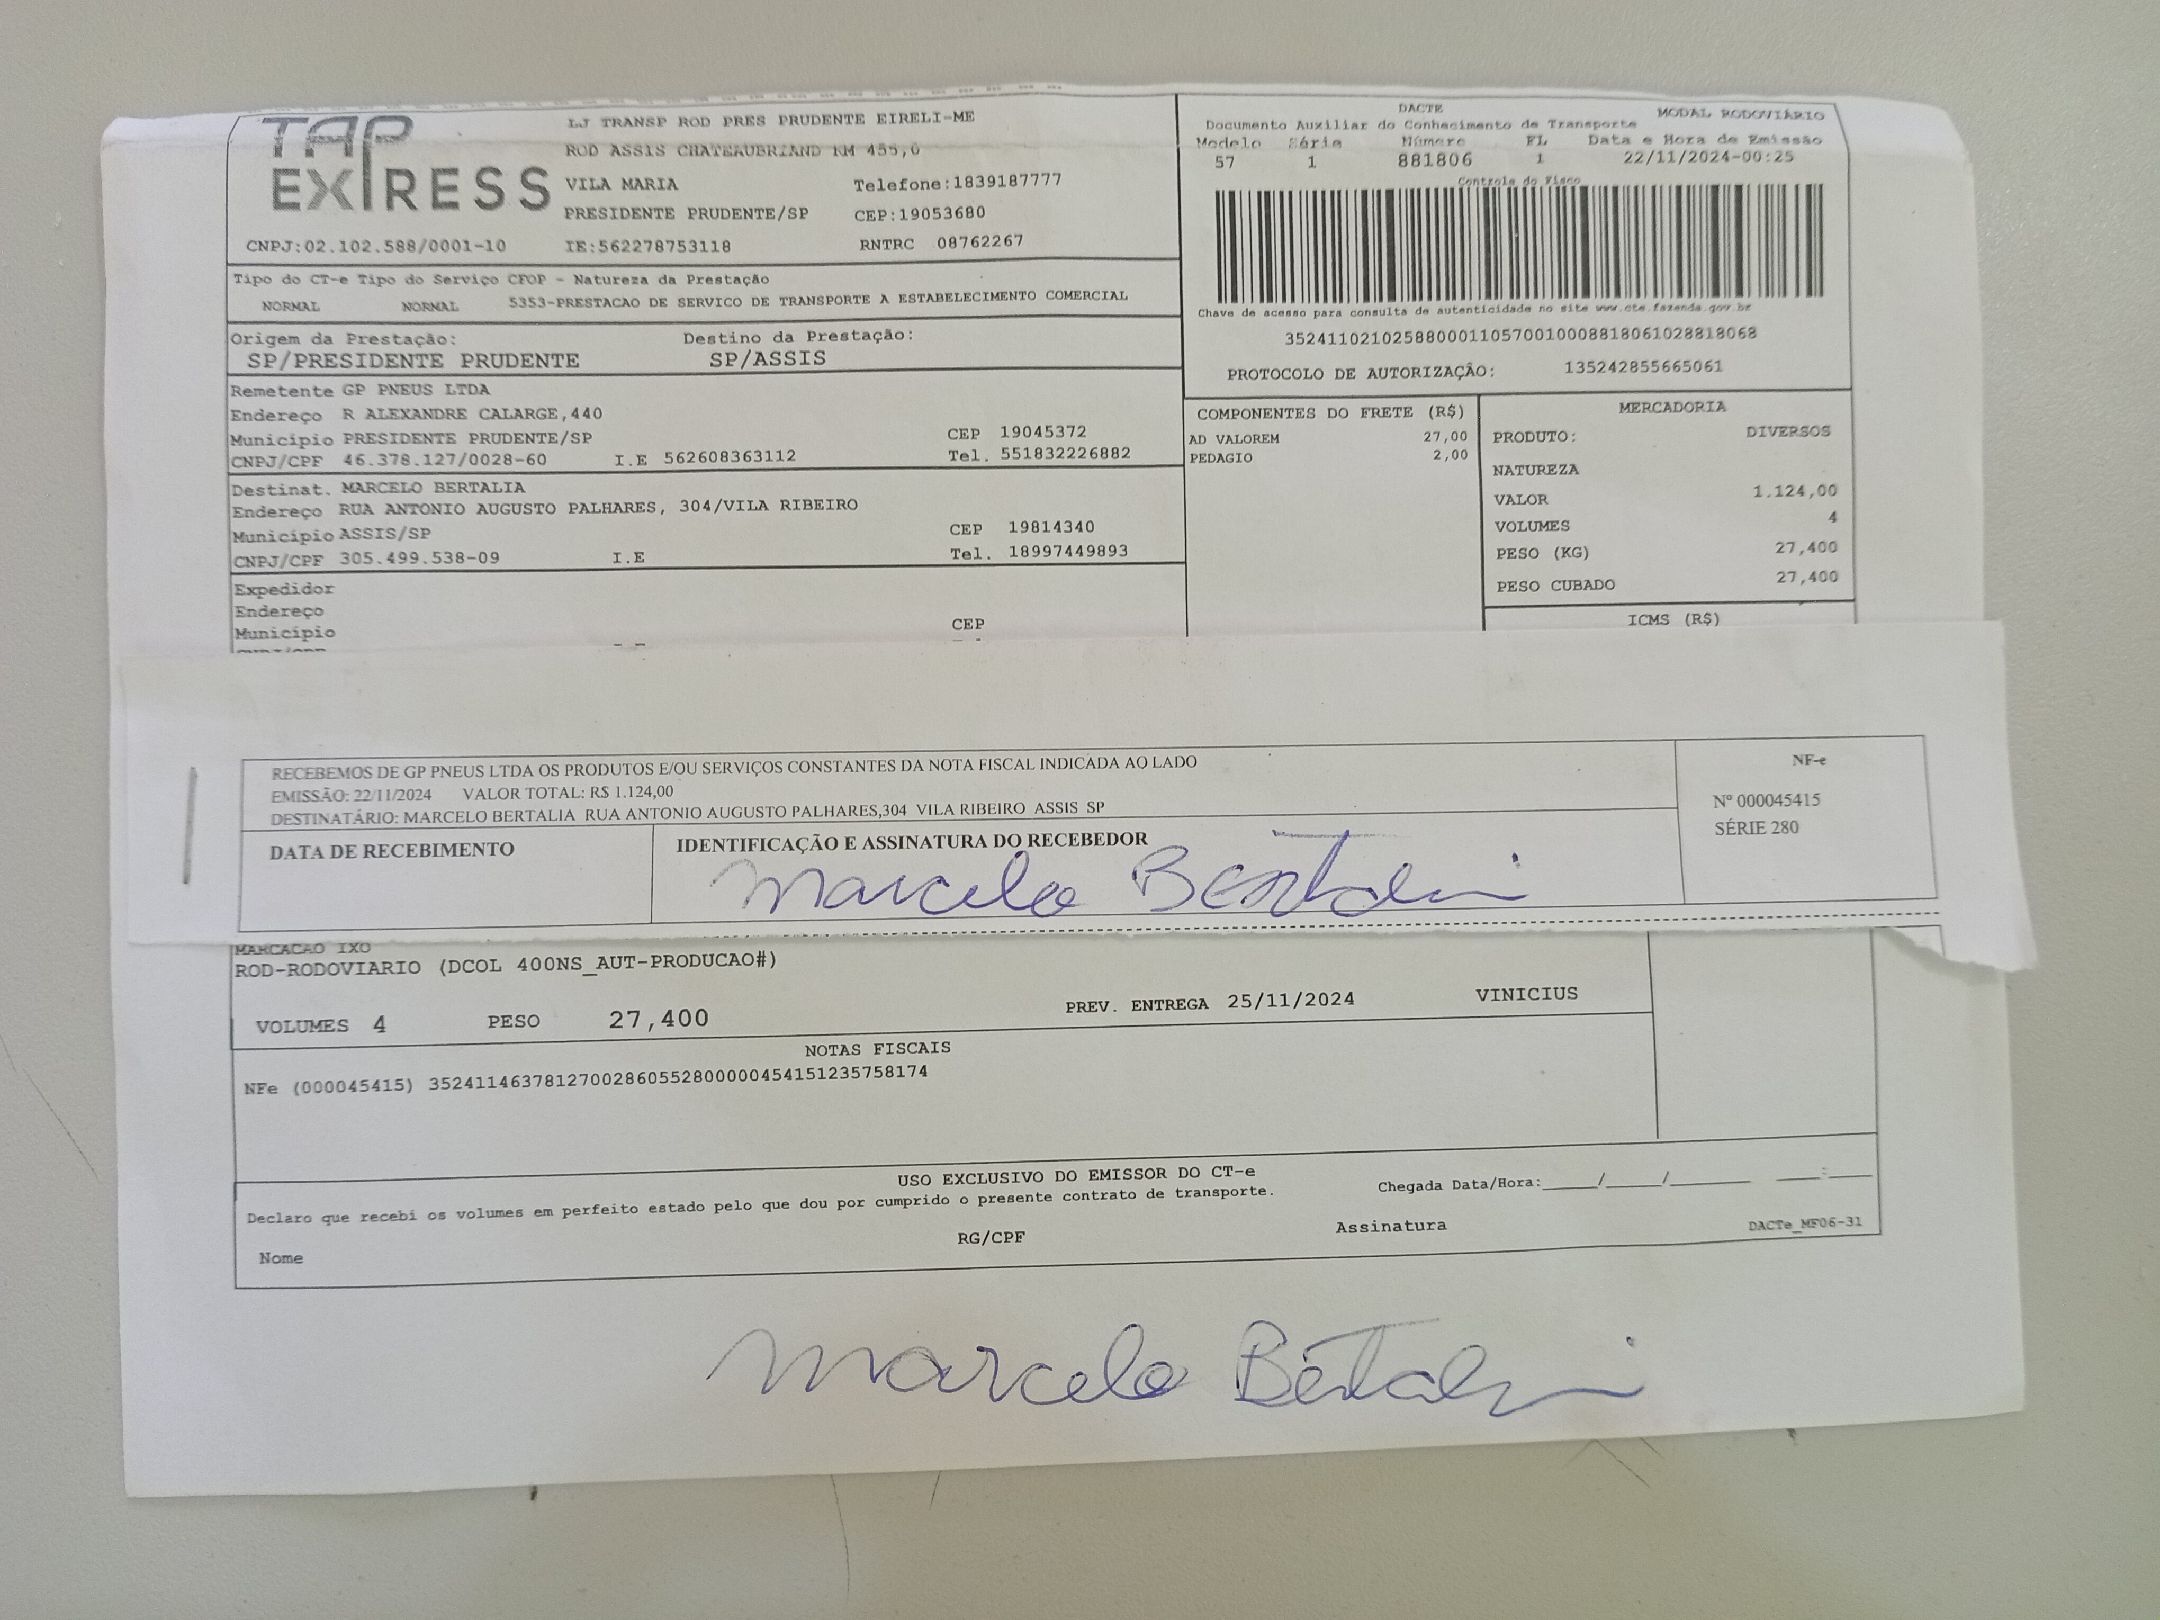 TAP EXPRESS
LJ TRANSP ROD PRES PRUDENTE EIRELI-ME
ROD ASSIS CHATEAUBRIAND KM 455,0
VILA MARIA Telefone:1839187777
PRESIDENTE PRUDENTE/SP CEP:19053680
CNPJ:02.102.588/0001-10 IE:562278753118 RNTRC 08762267
DACTE MODAL RODOVIÁRIO
Documento Auxiliar do Conhecimento de Transporte
Modelo Série Número FL Data e Hora de Emissão
57 1 881806 1 22/11/2024-00:25
Controle do Fisco
Chave de acesso para consulta de autenticidade no site www.cte.fazenda.gov.br
35241102102588000110570010008818061028818068
PROTOCOLO DE AUTORIZAÇÃO: 135242855665061
Tipo do CT-e Tipo do Serviço CFOP - Natureza da Prestação
NORMAL NORMAL 5353-PRESTACAO DE SERVICO DE TRANSPORTE A ESTABELECIMENTO COMERCIAL
Origem da Prestação: Destino da Prestação:
SP/PRESIDENTE PRUDENTE SP/ASSIS
Remetente GP PNEUS LTDA
Endereço R ALEXANDRE CALARGE,440
Município PRESIDENTE PRUDENTE/SP CEP 19045372
CNPJ/CPF 46.378.127/0028-60 I.E 562608363112 Tel. 551832226882
Destinat. MARCELO BERTALIA
Endereço RUA ANTONIO AUGUSTO PALHARES, 304/VILA RIBEIRO
Município ASSIS/SP CEP 19814340
CNPJ/CPF 305.499.538-09 I.E Tel. 18997449893
Expedidor
Endereço
Município CEP
COMPONENTES DO FRETE (R$)
AD VALOREM 27,00
PEDAGIO 2,00
MERCADORIA
PRODUTO: DIVERSOS
NATUREZA
VALOR 1.124,00
VOLUMES 4
PESO (KG) 27,400
PESO CUBADO 27,400
ICMS (R$)
RECEBEMOS DE GP PNEUS LTDA OS PRODUTOS E/OU SERVIÇOS CONSTANTES DA NOTA FISCAL INDICADA AO LADO
EMISSÃO: 22/11/2024 VALOR TOTAL: R$ 1.124,00
DESTINATÁRIO: MARCELO BERTALIA RUA ANTONIO AUGUSTO PALHARES,304 VILA RIBEIRO ASSIS SP
DATA DE RECEBIMENTO IDENTIFICAÇÃO E ASSINATURA DO RECEBEDOR
Marcelo
NF-e
Nº 000045415
SÉRIE 280
MARCACAO IXO
ROD-RODOVIARIO (DCOL 400NS_AUT-PRODUCAO#)
VOLUMES 4 PESO 27,400 PREV. ENTREGA 25/11/2024 VINICIUS
NOTAS FISCAIS
NFe (000045415) 35241146378127002860552800000454151235758174
USO EXCLUSIVO DO EMISSOR DO CT-e
Declaro que recebi os volumes em perfeito estado pelo que dou por cumprido o presente contrato de transporte. Chegada Data/Hora:_____/_____/_______ ____:____
Nome RG/CPF Assinatura DACTe_MF06-31
Marcelo